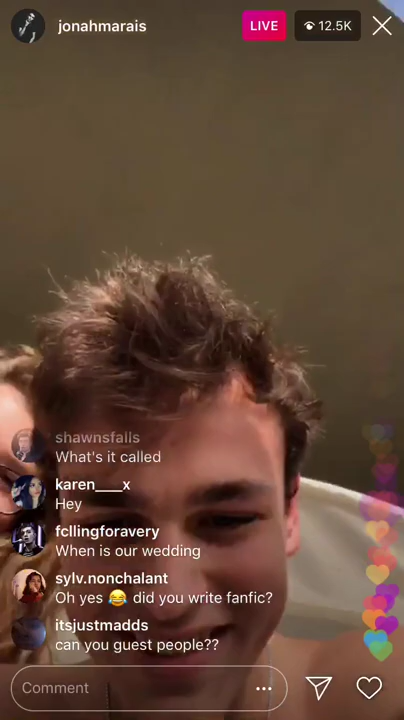 jonahmarais
LIVE
12.5K
shawnsfalls
What's it called
karen____x
Hey
fcllingforavery
When is our wedding
sylv.nonchalant
Oh yes 😂 did you write fanfic?
itsjustmadds
can you guest people??
Comment